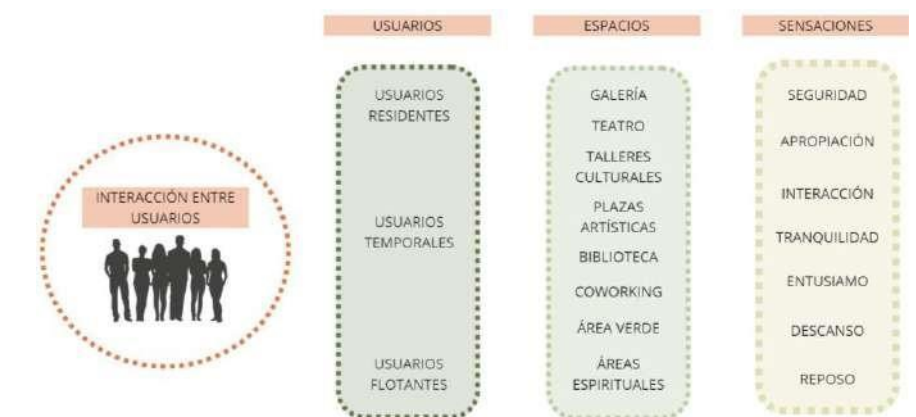 INTERACCIÓN ENTRE
USUARIOS
USUARIOS
USUARIOS
RESIDENTES
USUARIOS
TEMPORALES
USUARIOS
FLOTANTES
ESPACIOS
GALERÍA
TEATRO
TALLERES
CULTURALES
PLAZAS
ARTÍSTICAS
BIBLIOTECA
COWORKING
ÁREA VERDE
ÁREAS
ESPIRITUALES
SENSACIONES
SEGURIDAD
APROPIACIÓN
INTERACCIÓN
TRANQUILIDAD
ENTUSIAMO
DESCANSO
REPOSO